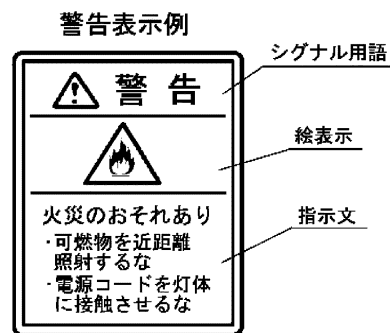 警告表示例
シグナル用語
警告
絵表示
火災のおそれあり
・可燃物を近距離
照射するな
・電源コードを灯体
に接触させるな
指示文